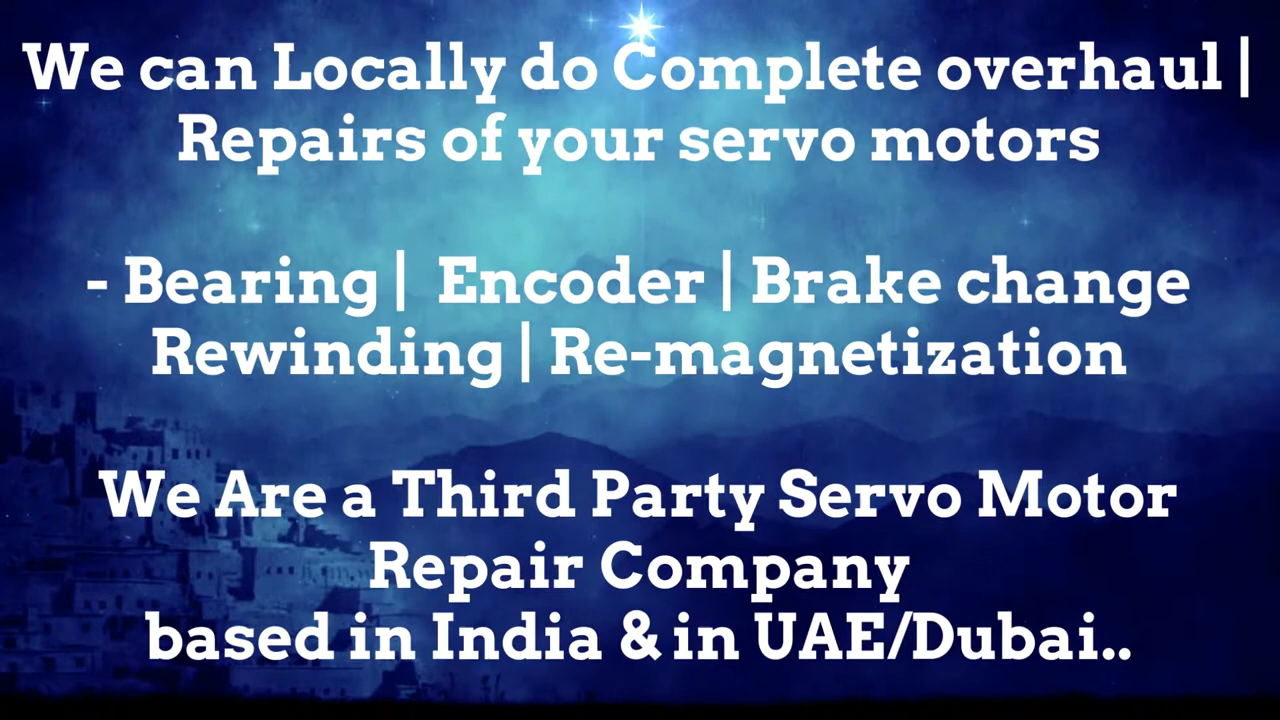 We can Locally do Complete overhaul |
Repairs of your servo motors
- Bearing | Encoder | Brake change
Rewinding | Re-magnetization
We Are a Third Party Servo Motor
Repair Company
based in India & in UAE/Dubai..